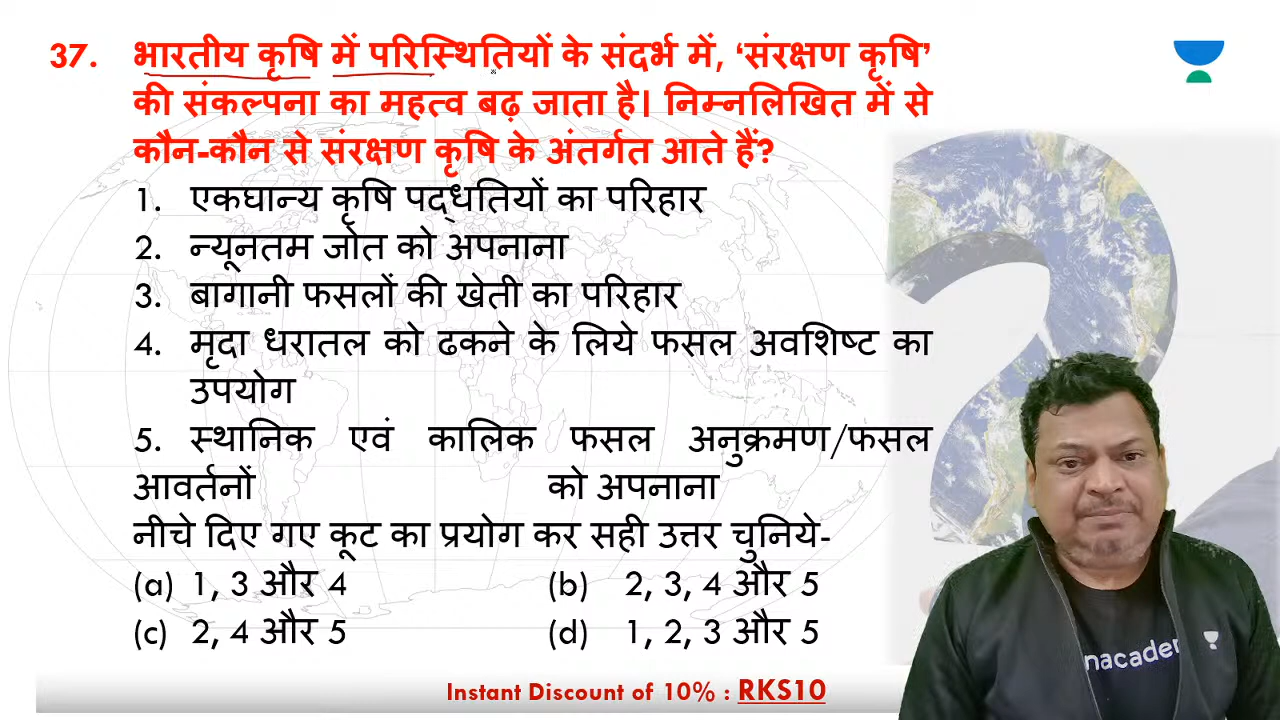 37. भारतीय कृषि में परिस्थितियों के संदर्भ में, ‘संरक्षण कृषि’
की संकल्पना का महत्व बढ़ जाता है। निम्नलिखित में से
कौन-कौन से संरक्षण कृषि के अंतर्गत आते हैं?
1. एकघान्य कृषि पद्धतियों का परिहार
2. न्यूनतम जोत को अपनाना
3. बागानी फसलों की खेती का परिहार
4. मृदा धरातल को ढकने के लिये फसल अवशिष्ट का
उपयोग
5. स्थानिक एवं कालिक फसल अनुक्रमण/फसल
आवर्तनों को अपनाना
नीचे दिए गए कूट का प्रयोग कर सही उत्तर चुनिये-
(a) 1, 3 और 4 (b) 2, 3, 4 और 5
(c) 2, 4 और 5 (d) 1, 2, 3 और 5
nacade
Instant Discount of 10% : RKS10